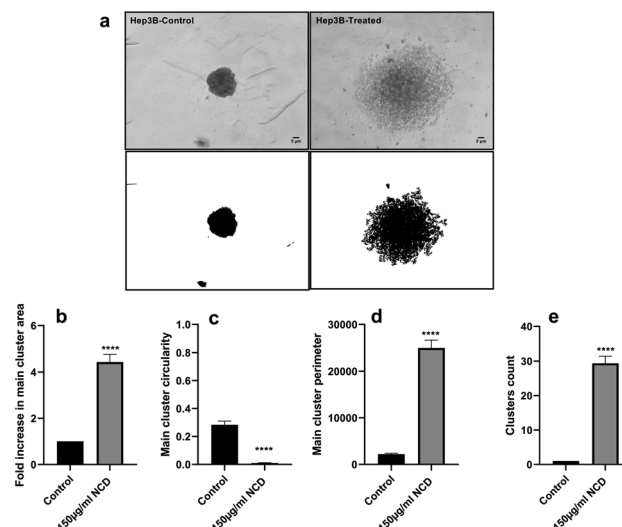 a
Hep3B-Control
Hep3B-Treated
5 µm
5 µm
b
Fold increase in main cluster area
6
4
2
0
****
Control
150µg/ml NCD
c
Main cluster circularity
1.0
0.8
0.6
0.4
0.2
0.0
****
Control
150µg/ml NCD
d
Main cluster perimeter
30000
20000
10000
0
****
Control
150µg/ml NCD
e
Clusters count
40
30
20
10
0
****
Control
150µg/ml NCD